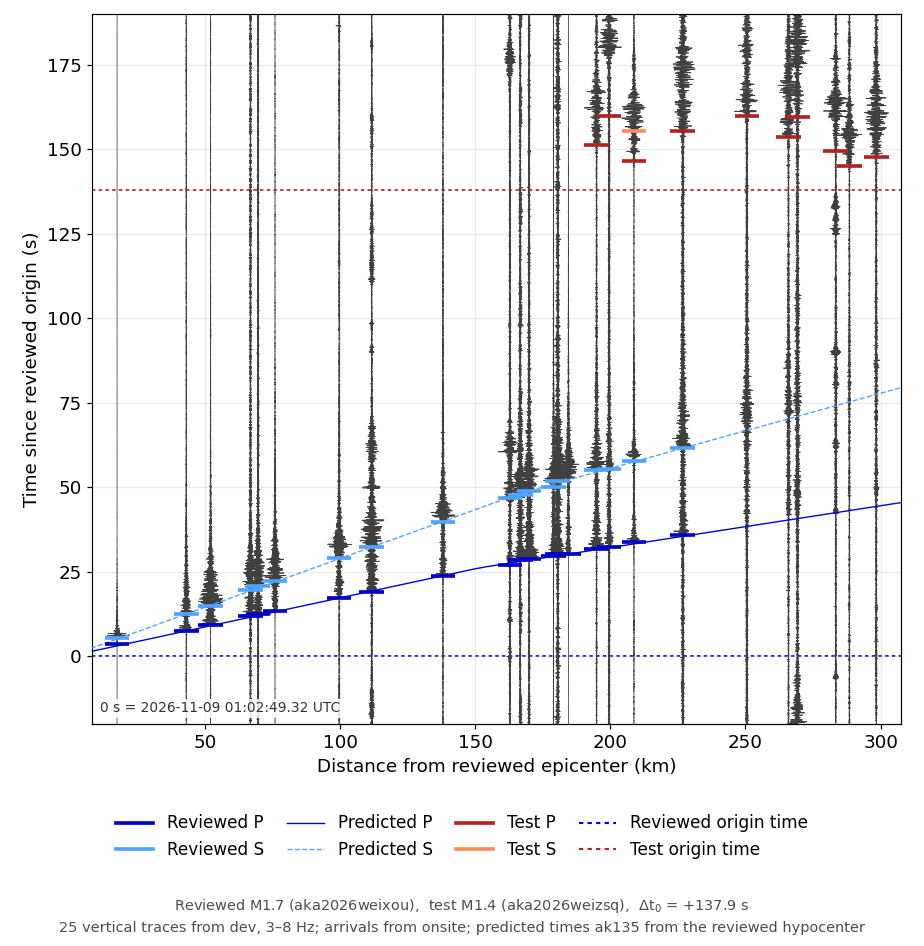 Time since reviewed origin (s)
175
150
125
100
75
50
25
0
0 s = 2026-11-09 01:02:49.32 UTC
50
100
150
200
250
300
Distance from reviewed epicenter (km)
Reviewed P
Predicted P
Test P
Reviewed origin time
Reviewed S
Predicted S
Test S
Test origin time
Reviewed M1.7 (aka2026weixou),  test M1.4 (aka2026weizsq),  Δt₀ = +137.9 s
25 vertical traces from dev, 3–8 Hz; arrivals from onsite; predicted times ak135 from the reviewed hypocenter